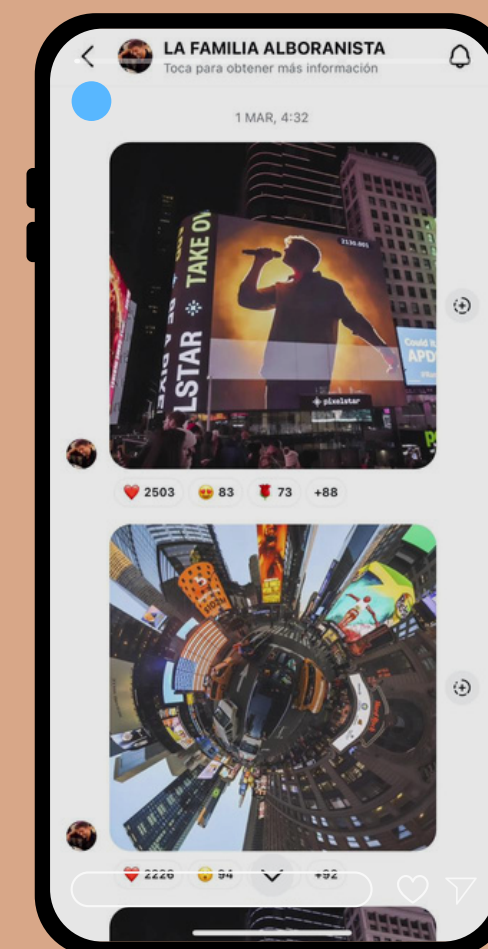 LA FAMILIA ALBORANISTA
Toca para obtener más información
1 MAR, 4:32
TAKE
LSTAR
pixelstar
Could it
APD
2503
83
73
+88
2226
94
+92